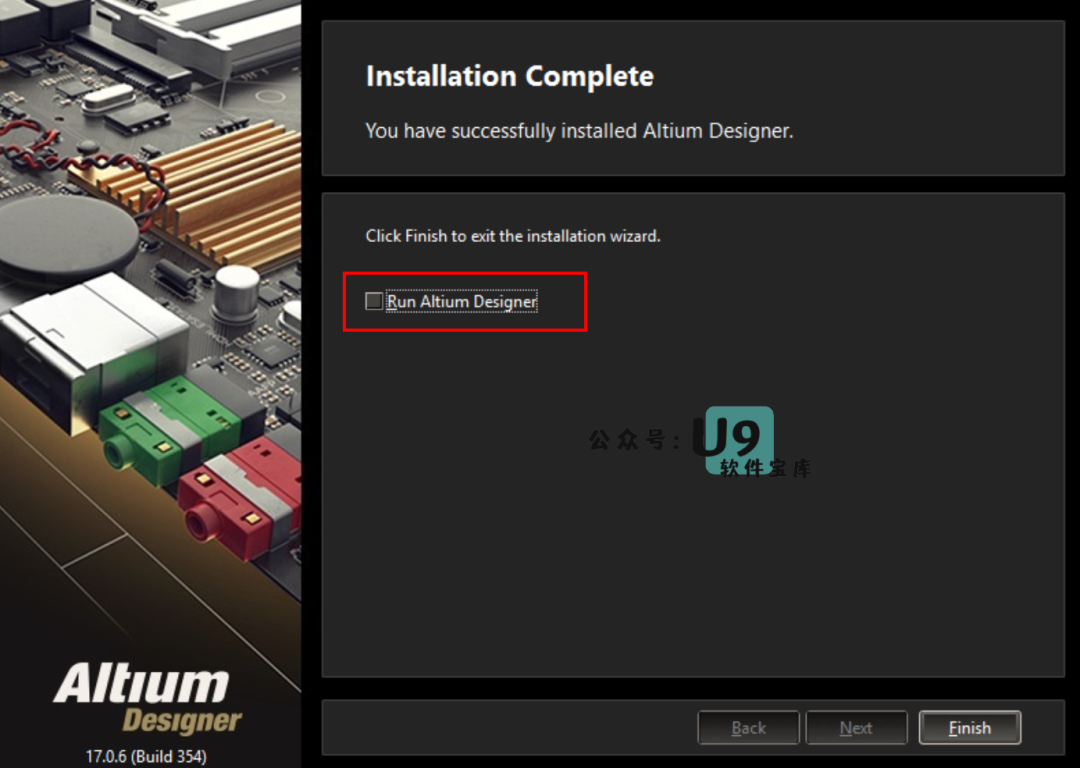 Installation Complete
You have successfully installed Altium Designer.
Click Finish to exit the installation wizard.
Run Altium Designer
公众号:
U9
软件宝库
Altium
Designer
17.0.6 (Build 354)
Back
Next
Finish